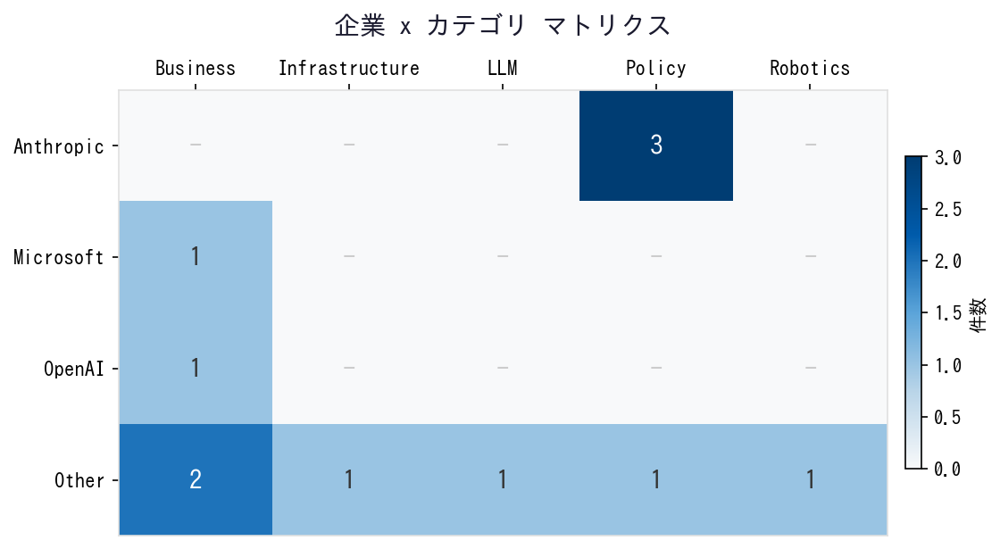 企業 x カテゴリ マトリクス
Business Infrastructure LLM Policy Robotics
Anthropic — — — 3 —
Microsoft 1 — — — —
OpenAI 1 — — — —
Other 2 1 1 1 1
3.0
2.5
2.0
1.5
1.0
0.5
0.0
件数